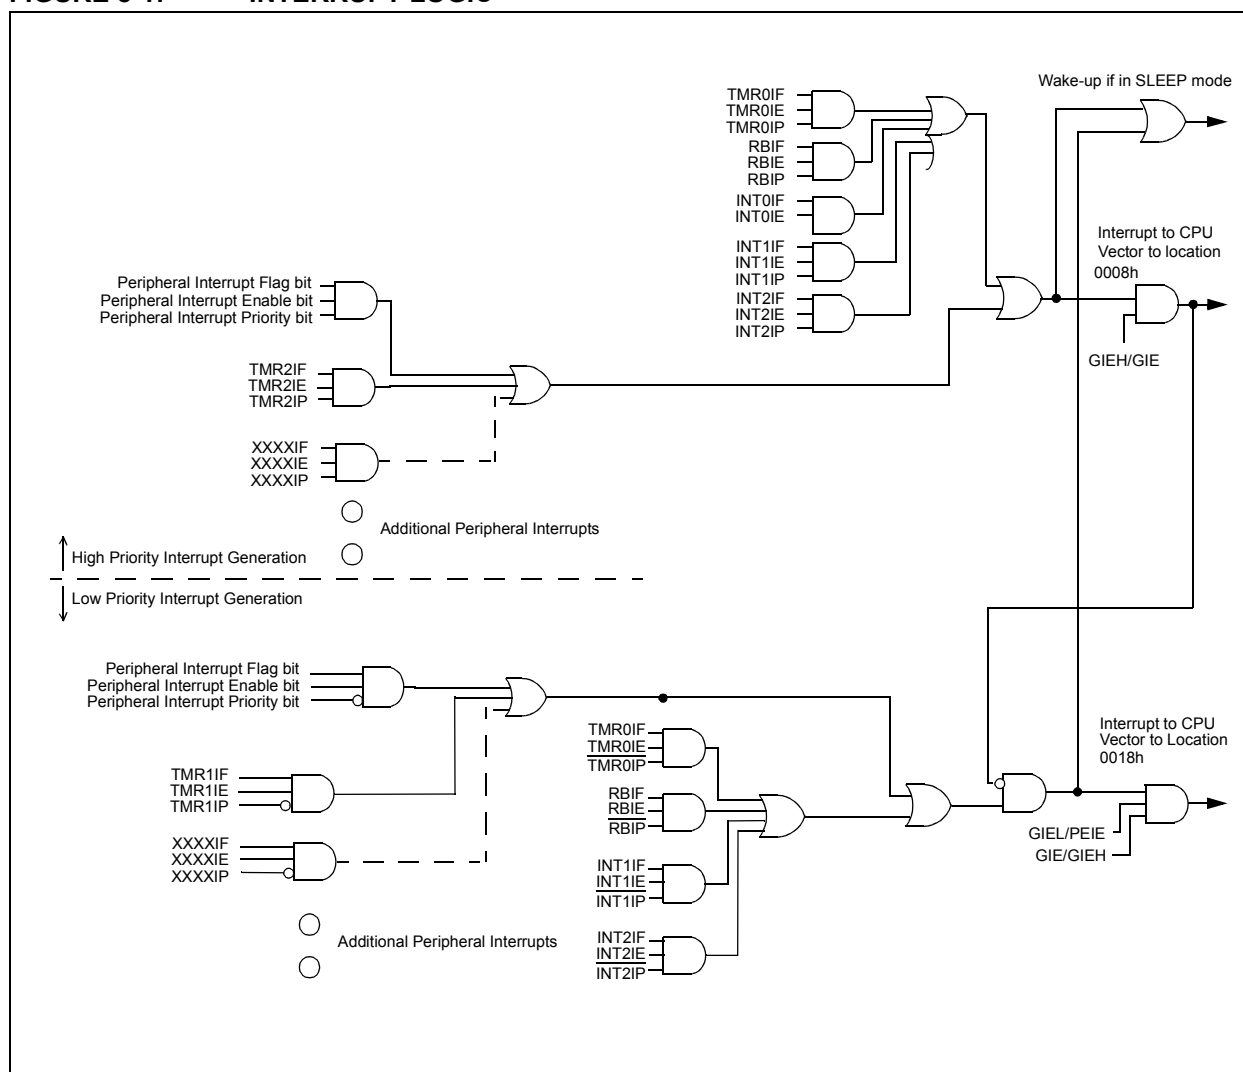 Wake-up if in SLEEP mode
TMR0IF
TMR0IE
TMR0IP
RBIF
RBIE
RBIP
INT0IF
INT0IE
INT1IF
INT1IE
INT1IP
INT2IF
INT2IE
INT2IP
Interrupt to CPU
Vector to location
0008h
GIEH/GIE
Peripheral Interrupt Flag bit
Peripheral Interrupt Enable bit
Peripheral Interrupt Priority bit
TMR2IF
TMR2IE
TMR2IP
XXXXIF
XXXXIE
XXXXIP
Additional Peripheral Interrupts
High Priority Interrupt Generation
Low Priority Interrupt Generation
Peripheral Interrupt Flag bit
Peripheral Interrupt Enable bit
Peripheral Interrupt Priority bit
TMR1IF
TMR1IE
TMR1IP
XXXXIF
XXXXIE
XXXXIP
Additional Peripheral Interrupts
TMR0IF
TMR0IE
TMR0IP
RBIF
RBIE
RBIP
INT1IF
INT1IE
INT1IP
INT2IF
INT2IE
INT2IP
Interrupt to CPU
Vector to Location
0018h
GIEL/PEIE
GIE/GIEH